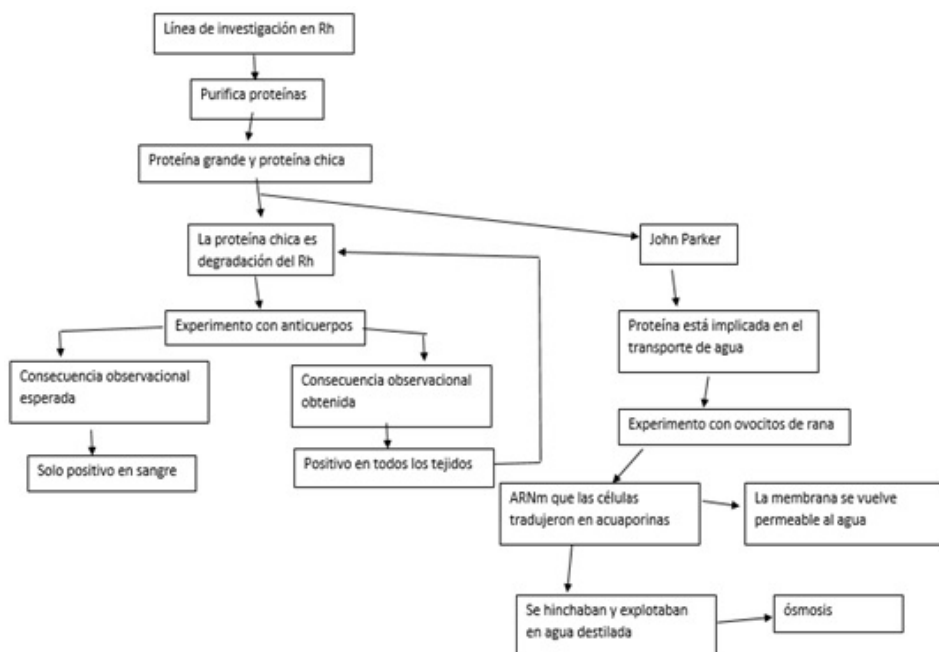 Línea de investigación en Rh
Purifica proteínas
Proteína grande y proteína chica
La proteína chica es
degradación del Rh
John Parker
Experimento con anticuerpos
Proteína está implicada en el
transporte de agua
Consecuencia observacional
esperada
Consecuencia observacional
obtenida
Experimento con ovocitos de rana
Solo positivo en sangre
Positivo en todos los tejidos
ARNm que las células
tradujeron en acuaporinas
La membrana se vuelve
permeable al agua
Se hinchaban y explotaban
en agua destilada
ósmosis